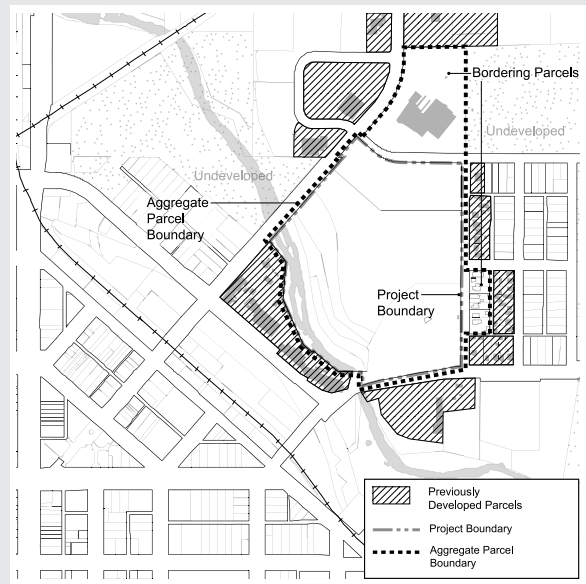 Bordering Parcels
Undeveloped
Undeveloped
Aggregate
Parcel
Boundary
Project
Boundary
Previously
Developed Parcels
Project Boundary
Aggregate Parcel
Boundary